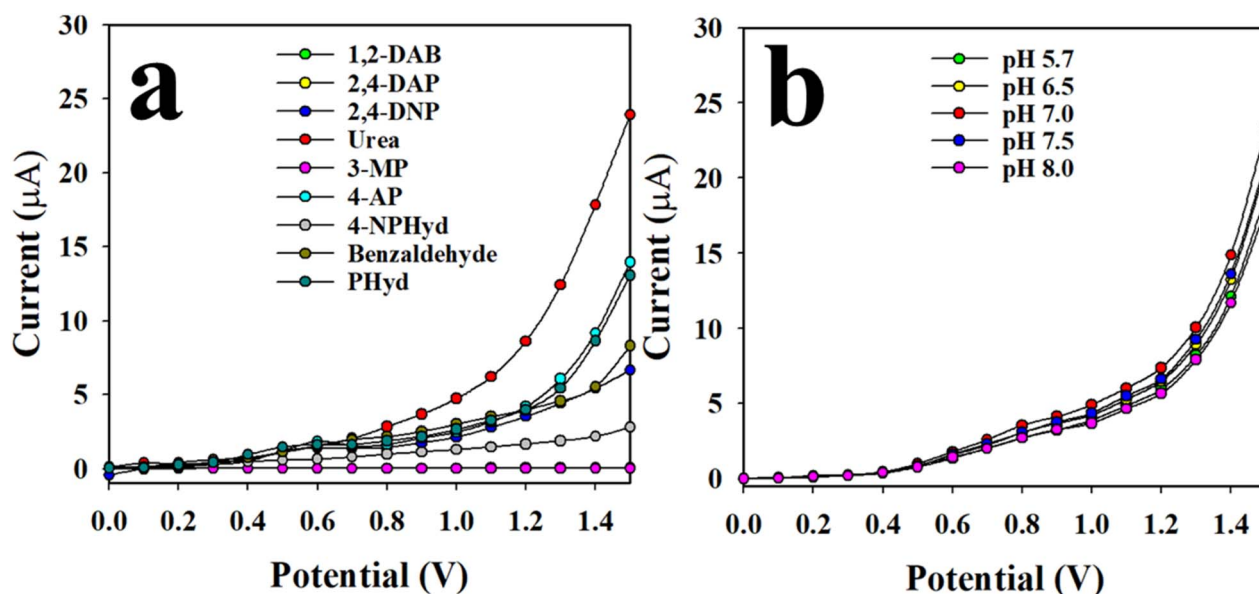 a
1,2-DAB
2,4-DAP
2,4-DNP
Urea
3-MP
4-AP
4-NPHyd
Benzaldehyde
PHyd
Current (μA)
30
25
20
15
10
5
0
0.0 0.2 0.4 0.6 0.8 1.0 1.2 1.4
Potential (V)
b
pH 5.7
pH 6.5
pH 7.0
pH 7.5
pH 8.0
Current (μA)
30
25
20
15
10
5
0
0.0 0.2 0.4 0.6 0.8 1.0 1.2 1.4
Potential (V)